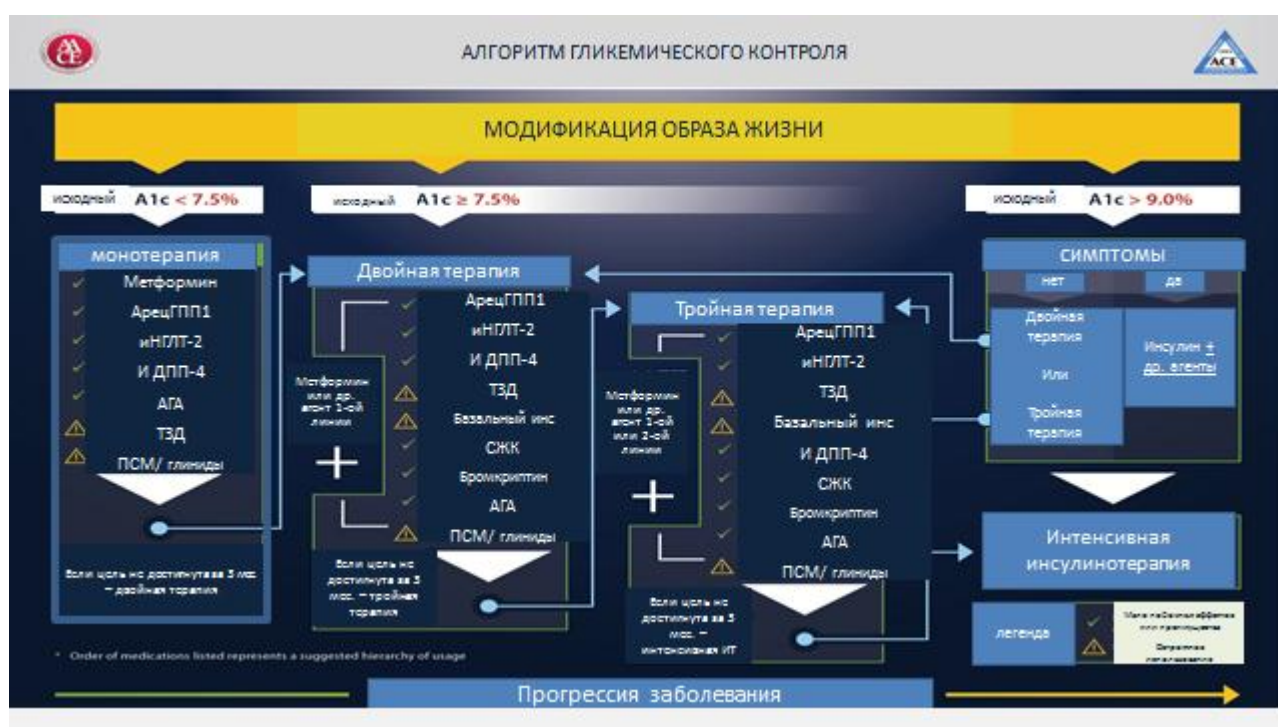 АЛГОРИТМ ГЛИКЕМИЧЕСКОГО КОНТРОЛЯ
ACE
МОДИФИКАЦИЯ ОБРАЗА ЖИЗНИ
исходный A1c < 7.5%
исходный A1c ≥ 7.5%
исходный A1c > 9.0%
монотерапия
Метформин
АрецГПП1
иНГЛТ-2
И ДПП-4
АГА
ТЗД
ПСМ/ глиниды
Если цель не достигнута за 3 мес
– двойная терапия
Двойная терапия
Метформин
или др.
агент 1-ой
линии
+
АрецГПП1
иНГЛТ-2
И ДПП-4
ТЗД
Базальный инс
СЖК
Бромкриптин
АГА
ПСМ/ глиниды
Если цель не
достигнута за 3
мес. – тройная
терапия
Тройная терапия
Метформин
или др.
агент 1-ой
или 2-ой
линии
+
АрецГПП1
иНГЛТ-2
ТЗД
Базальный инс
И ДПП-4
СЖК
Бромкриптин
АГА
ПСМ/ глиниды
Если цель не
достигнута за 3
мес. –
интенсивная ИТ
СИМПТОМЫ
нет
да
Двойная
терапия
Или
Тройная
терапия
Инсулин ±
др. агенты
Интенсивная
инсулинотерапия
легенда
Мало побочных эффектов
или преимущества
* Order of medications listed represents a suggested hierarchy of usage
Прогрессия заболевания